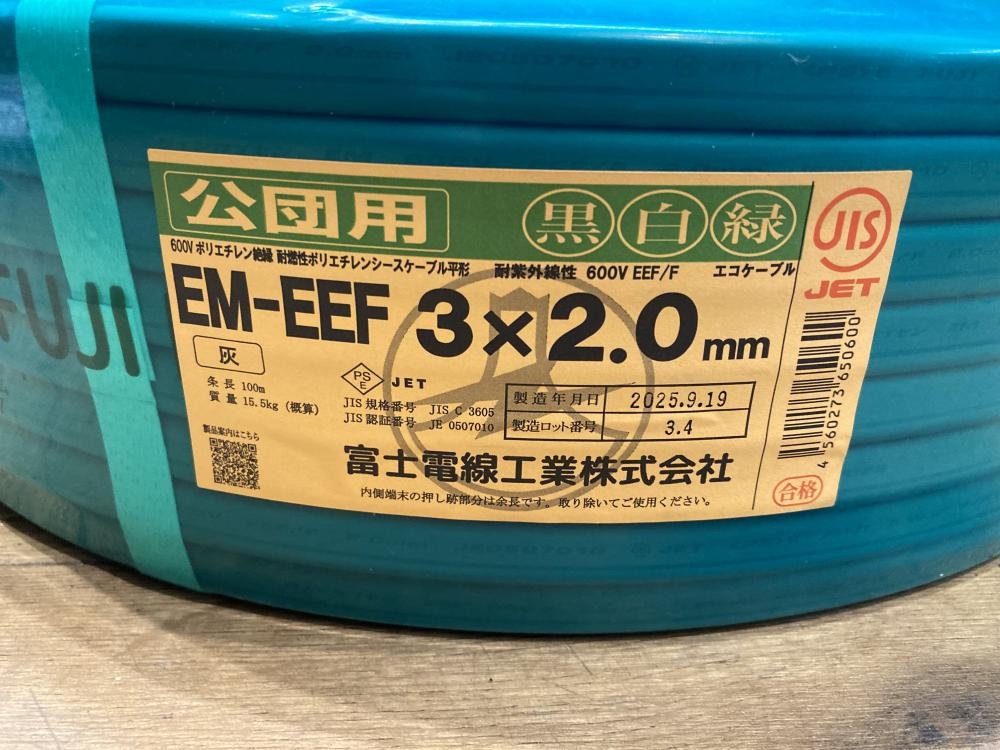 公団用 黒 白 緑
JIS
JET
600V ポリエチレン絶縁 耐燃性ポリエチレンシースケーブル平形 耐紫外線性 600V EEF/F エコケーブル
EM-EEF 3×2.0mm
灰
条長 100m
質量 15.5kg (概算)
PS
E
JET
JIS 規格番号 JIS C 3605
JIS 認証番号 JE 0507010
製造年月日 2025.9.19
製造ロット番号 3.4
製品案内はこちら
富士電線工業株式会社
内側端末の押し跡部分は余長です。取り除いてご使用ください。
4 560273 650600
合格
FUJI